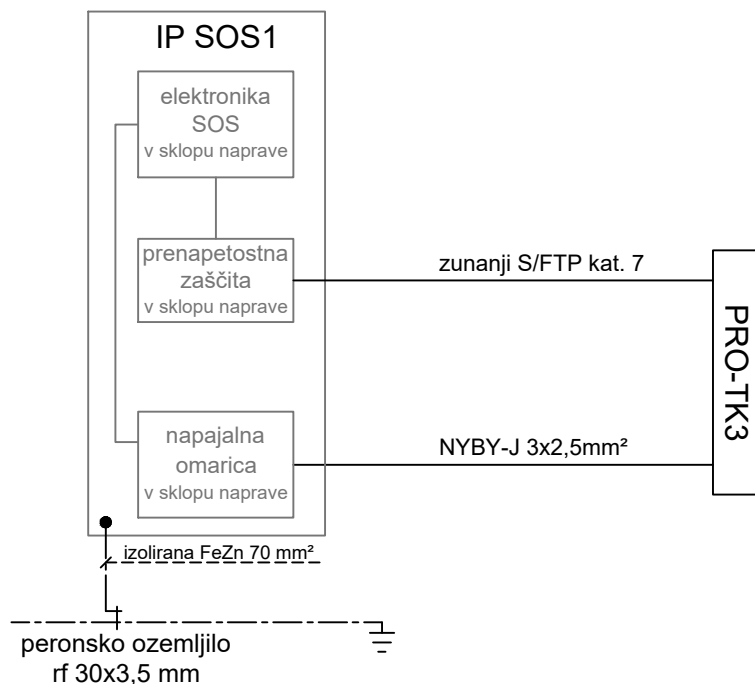 IP SOS1
elektronika
SOS
v sklopu naprave
prenapetostna
zaščita
v sklopu naprave
zunanji S/FTP kat. 7
PRO-TK3
napajalna
omarica
v sklopu naprave
NYBY-J 3x2,5mm²
izolirana FeZn 70 mm²
peronsko ozemljilo
rf 30x3,5 mm